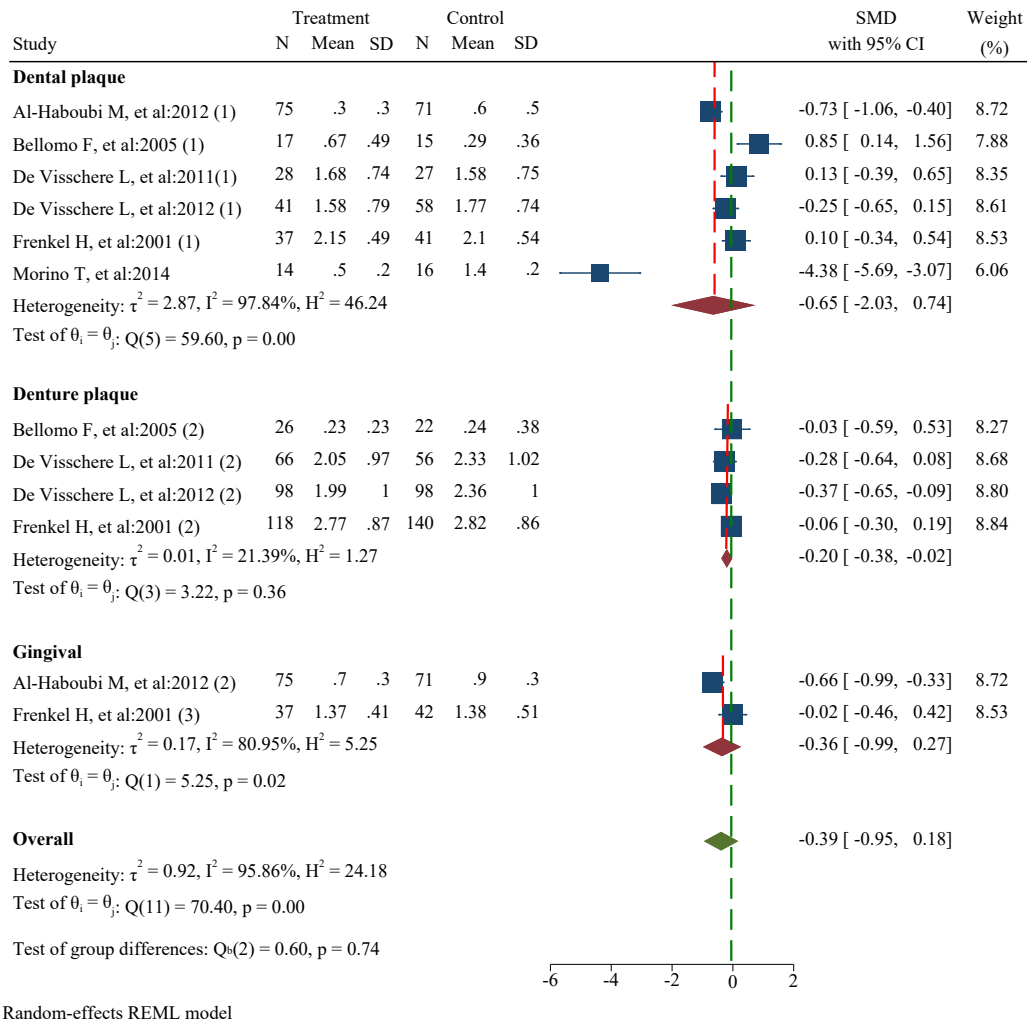 Treatment Control SMD Weight
Study N Mean SD N Mean SD with 95% CI (%)
Dental plaque
Al-Haboubi M, et al:2012 (1) 75 .3 .3 71 .6 .5 -0.73 [ -1.06, -0.40] 8.72
Bellomo F, et al:2005 (1) 17 .67 .49 15 .29 .36 0.85 [ 0.14, 1.56] 7.88
De Visschere L, et al:2011(1) 28 1.68 .74 27 1.58 .75 0.13 [ -0.39, 0.65] 8.35
De Visschere L, et al:2012 (1) 41 1.58 .79 58 1.77 .74 -0.25 [ -0.65, 0.15] 8.61
Frenkel H, et al:2001 (1) 37 2.15 .49 41 2.1 .54 0.10 [ -0.34, 0.54] 8.53
Morino T, et al:2014 14 .5 .2 16 1.4 .2 -4.38 [ -5.69, -3.07] 6.06
Heterogeneity: τ² = 2.87, I² = 97.84%, H² = 46.24 -0.65 [ -2.03, 0.74]
Test of θᵢ = θⱼ: Q(5) = 59.60, p = 0.00
Denture plaque
Bellomo F, et al:2005 (2) 26 .23 .23 22 .24 .38 -0.03 [ -0.59, 0.53] 8.27
De Visschere L, et al:2011 (2) 66 2.05 .97 56 2.33 1.02 -0.28 [ -0.64, 0.08] 8.68
De Visschere L, et al:2012 (2) 98 1.99 1 98 2.36 1 -0.37 [ -0.65, -0.09] 8.80
Frenkel H, et al:2001 (2) 118 2.77 .87 140 2.82 .86 -0.06 [ -0.30, 0.19] 8.84
Heterogeneity: τ² = 0.01, I² = 21.39%, H² = 1.27 -0.20 [ -0.38, -0.02]
Test of θᵢ = θⱼ: Q(3) = 3.22, p = 0.36
Gingival
Al-Haboubi M, et al:2012 (2) 75 .7 .3 71 .9 .3 -0.66 [ -0.99, -0.33] 8.72
Frenkel H, et al:2001 (3) 37 1.37 .41 42 1.38 .51 -0.02 [ -0.46, 0.42] 8.53
Heterogeneity: τ² = 0.17, I² = 80.95%, H² = 5.25 -0.36 [ -0.99, 0.27]
Test of θᵢ = θⱼ: Q(1) = 5.25, p = 0.02
Overall -0.39 [ -0.95, 0.18]
Heterogeneity: τ² = 0.92, I² = 95.86%, H² = 24.18
Test of θᵢ = θⱼ: Q(11) = 70.40, p = 0.00
Test of group differences: Qb(2) = 0.60, p = 0.74
-6 -4 -2 0 2
Random-effects REML model